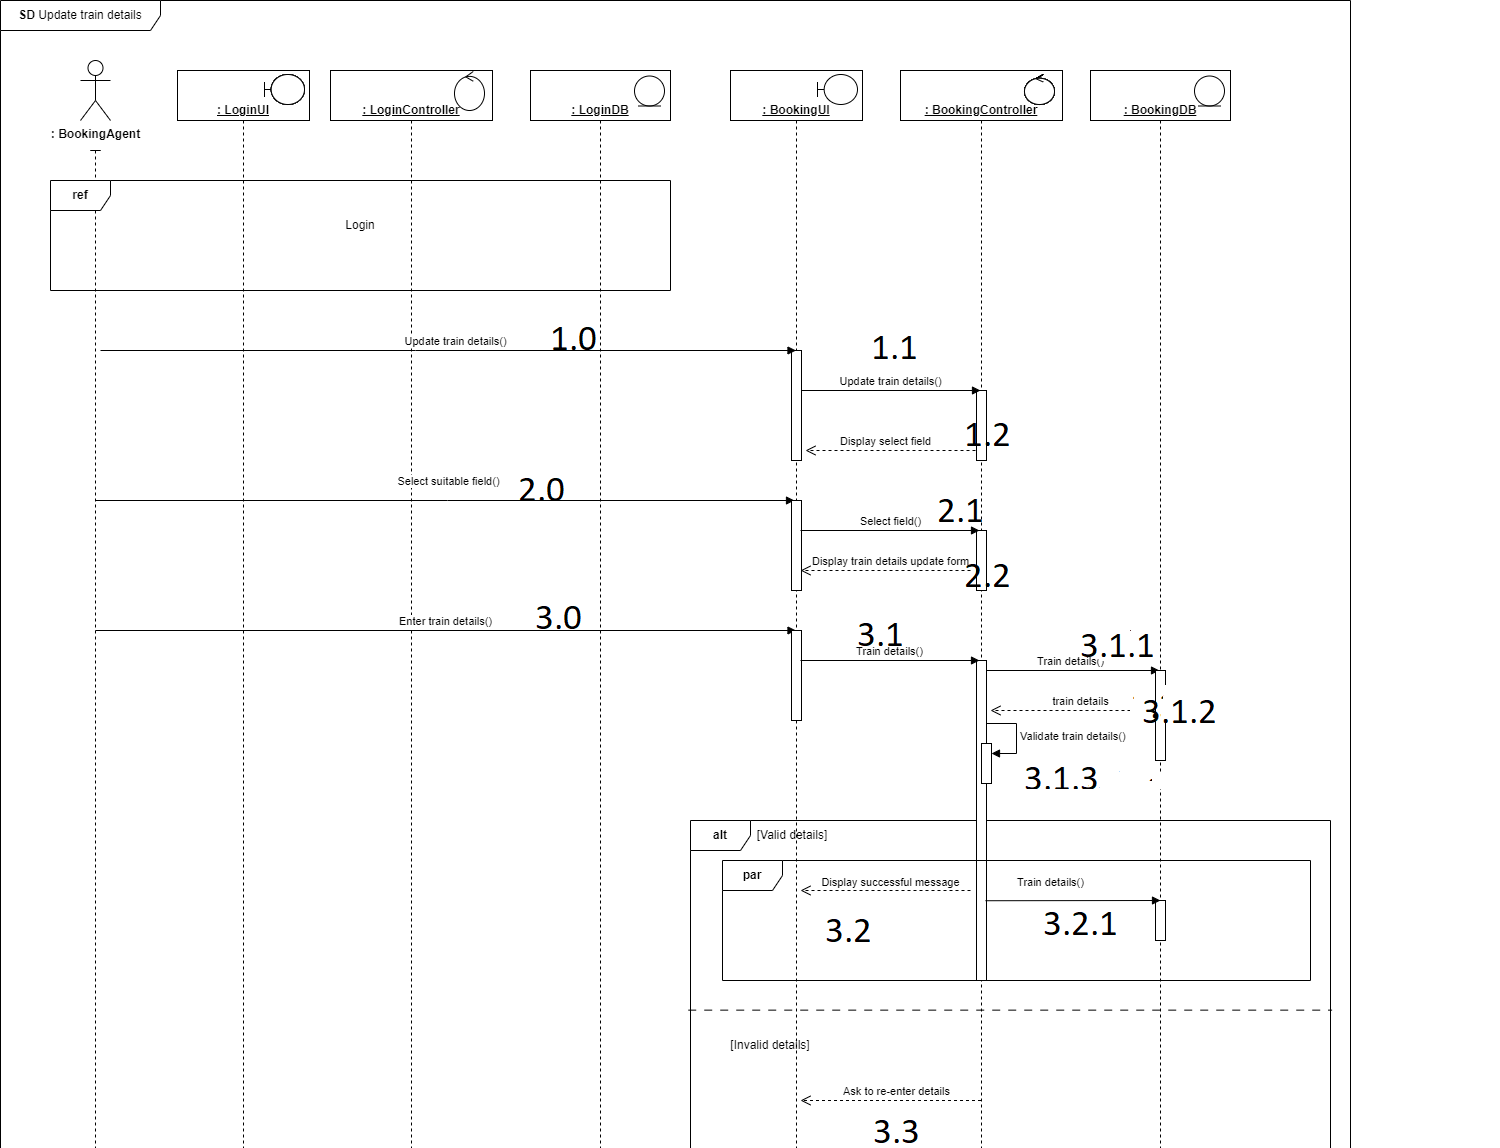 SD Update train details
: BookingAgent
: LoginUI
: LoginController
: LoginDB
: BookingUI
: BookingController
: BookingDB
ref
Login
Update train details()
1.0
1.1
Update train details()
Display select field
1.2
Select suitable field()
2.0
Select field()
2.1
Display train details update form
2.2
Enter train details()
3.0
3.1
Train details()
3.1.1
Train details()
train details
3.1.2
Validate train details()
3.1.3
alt
[Valid details]
par
Display successful message
Train details()
3.2
3.2.1
[Invalid details]
Ask to re-enter details
3.3